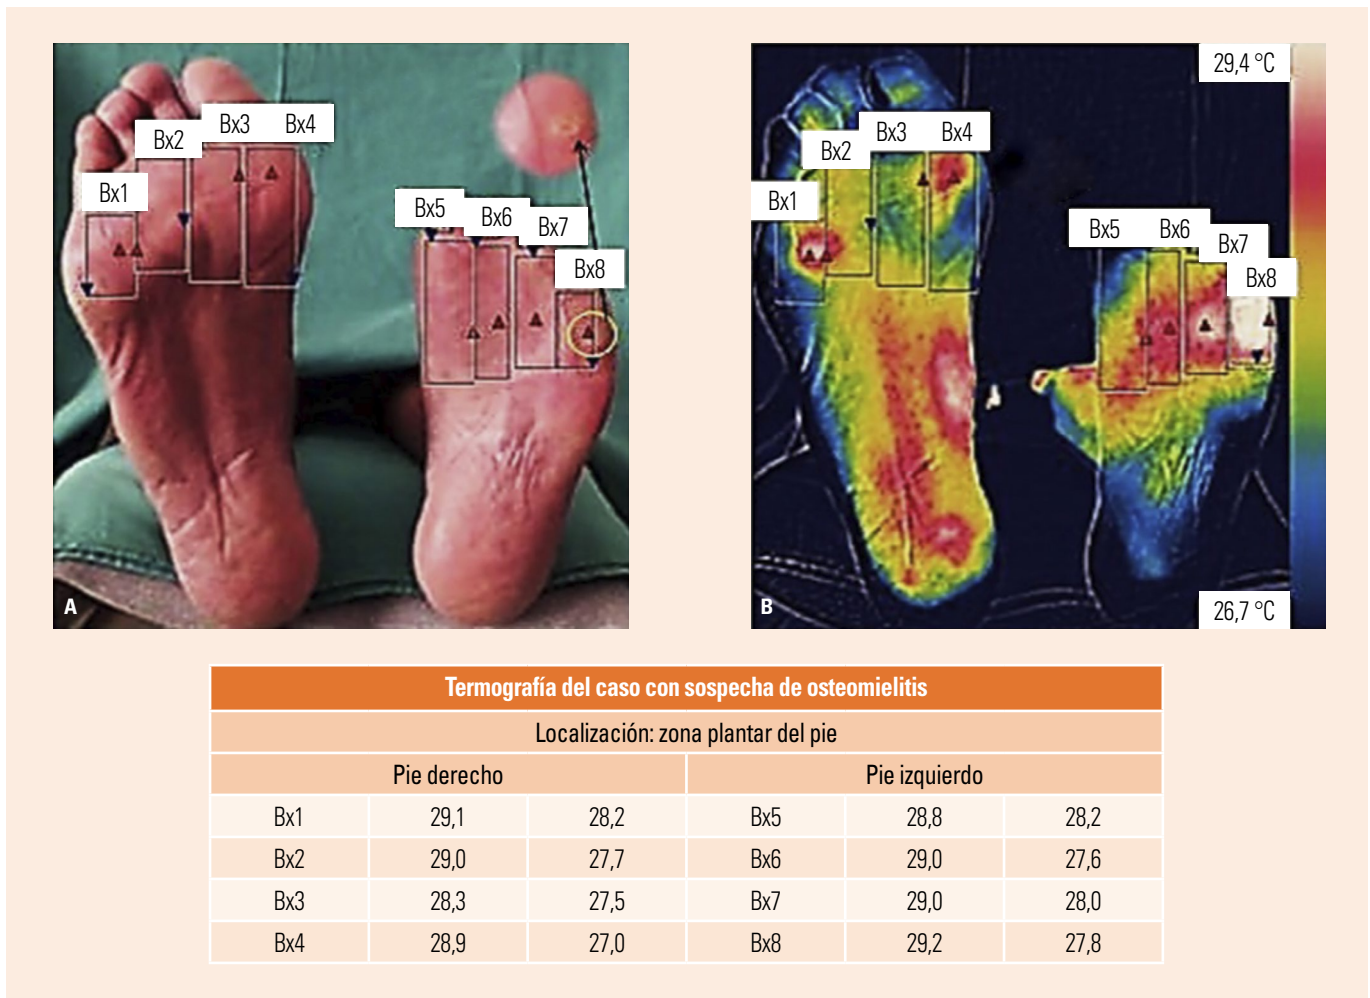 Bx1
Bx2
Bx3
Bx4
Bx5
Bx6
Bx7
Bx8
A
29,4 °C
Bx1
Bx2
Bx3
Bx4
Bx5
Bx6
Bx7
Bx8
B
26,7 °C
Termografía del caso con sospecha de osteomielitis
Localización: zona plantar del pie
Pie derecho Pie izquierdo
Bx1 29,1 28,2 Bx5 28,8 28,2
Bx2 29,0 27,7 Bx6 29,0 27,6
Bx3 28,3 27,5 Bx7 29,0 28,0
Bx4 28,9 27,0 Bx8 29,2 27,8